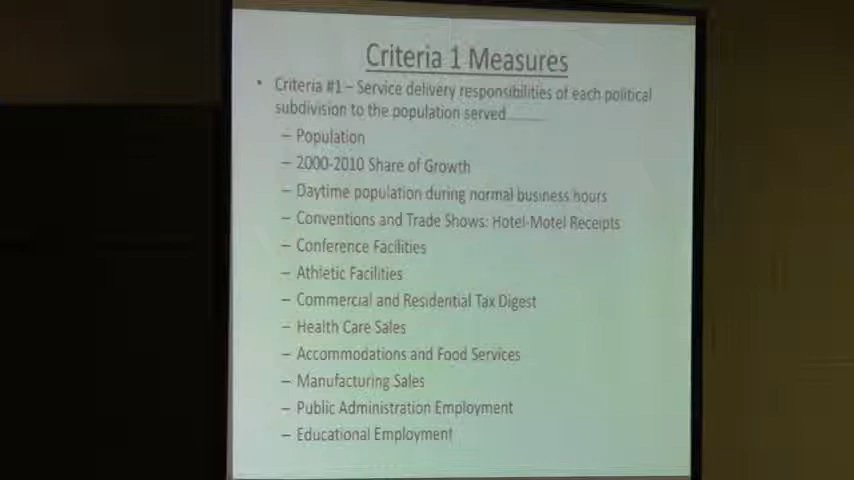 Criteria 1 Measures
• Criteria #1 – Service delivery responsibilities of each political
subdivision to the population served......
– Population
– 2000-2010 Share of Growth
– Daytime population during normal business hours
– Conventions and Trade Shows: Hotel-Motel Receipts
– Conference Facilities
– Athletic Facilities
– Commercial and Residential Tax Digest
– Health Care Sales
– Accommodations and Food Services
– Manufacturing Sales
– Public Administration Employment
– Educational Employment